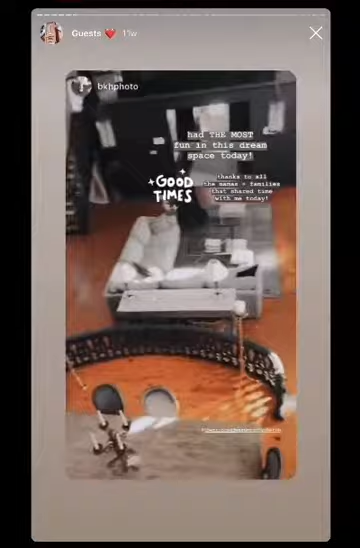 Guests ❤️ 11w
bkhphoto
had THE MOST
fun in this dream
space today!
GOOD
TIMES
thanks to all
the mamas + families
that shared time
with me today!